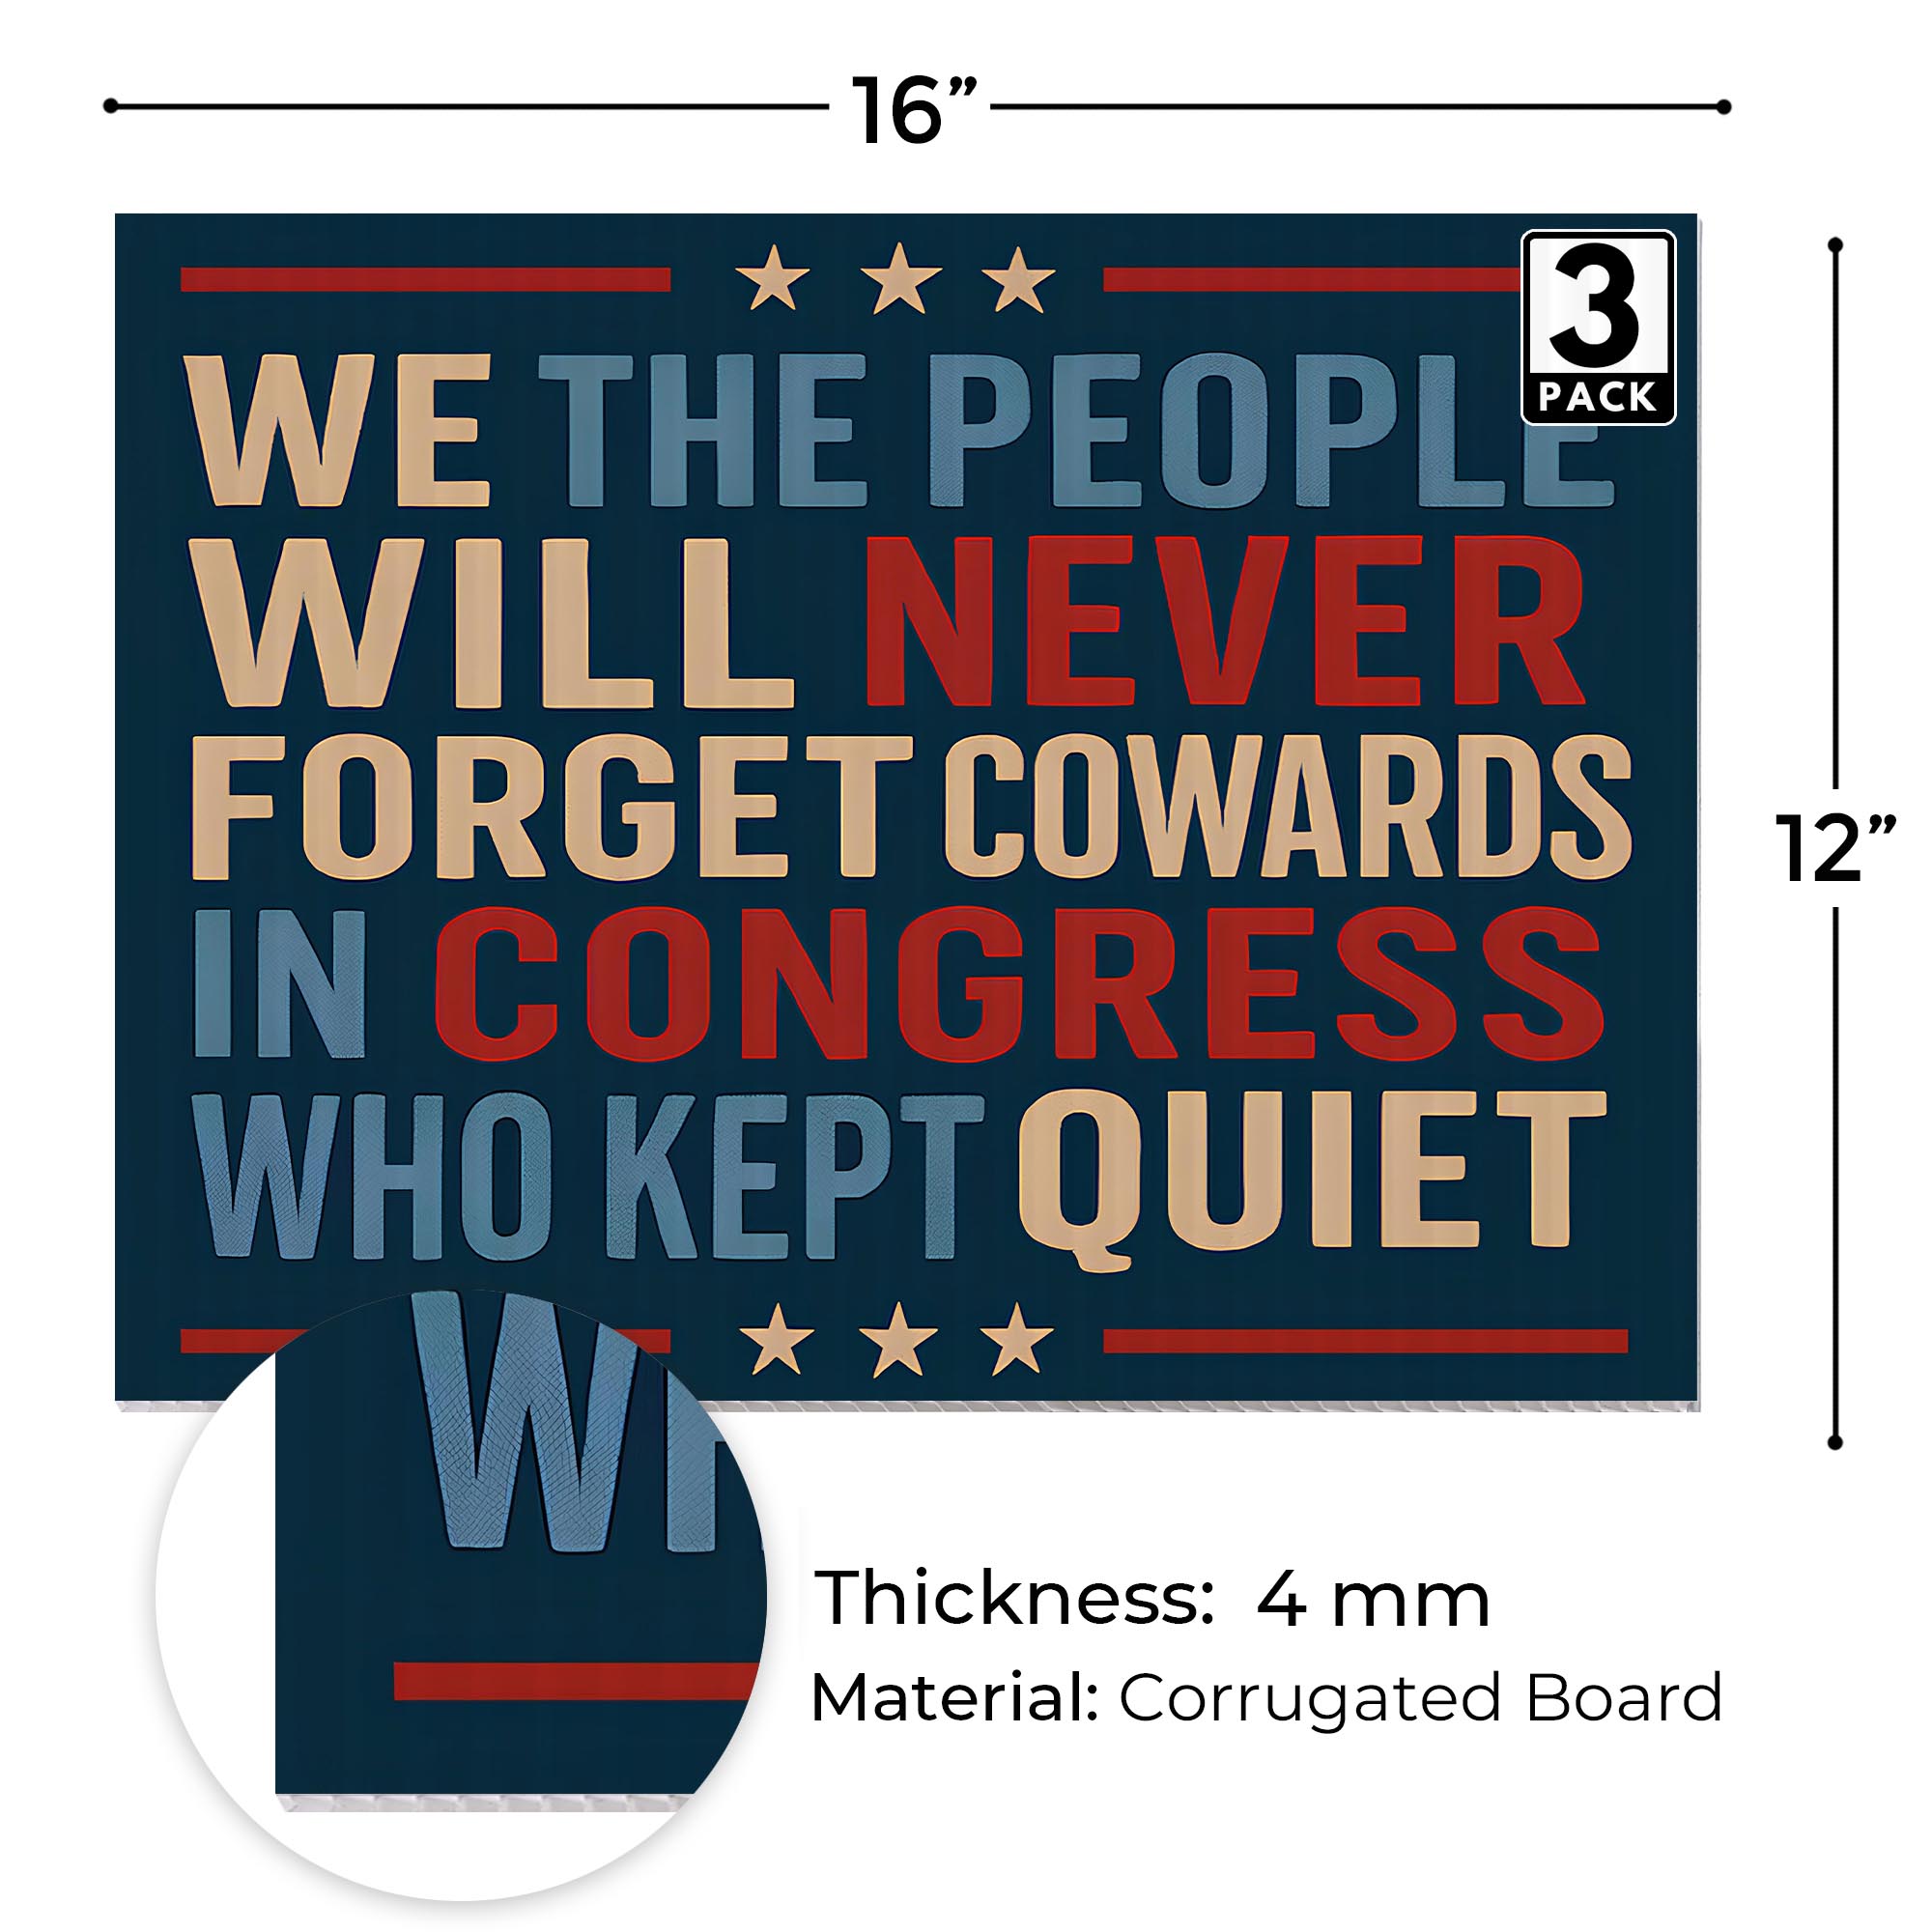 16”
3
PACK
WE THE PEOPLE
WILL NEVER
FORGET COWARDS
IN CONGRESS
WHO KEPT QUIET
12”
Thickness: 4 mm
Material: Corrugated Board